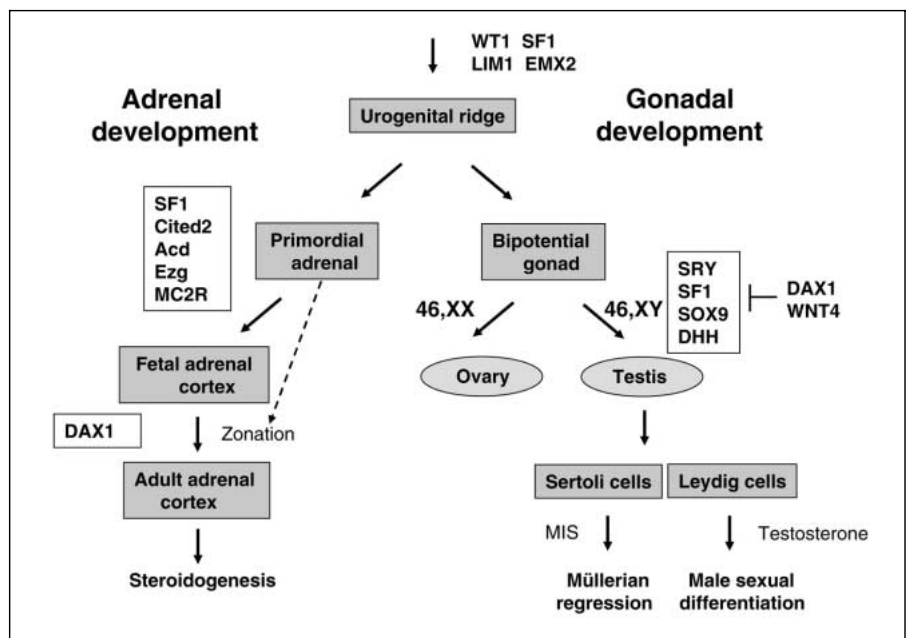 WT1 SF1
LIM1 EMX2
Adrenal
development
Gonadal
development
Urogenital ridge
SF1
Cited2
Acd
Ezg
MC2R
Primordial
adrenal
Bipotential
gonad
SRY
SF1
SOX9
DHH
DAX1
WNT4
46,XX
46,XY
Fetal adrenal
cortex
Ovary
Testis
DAX1
Zonation
Adult adrenal
cortex
Sertoli cells
Leydig cells
MIS
Testosterone
Steroidogenesis
Müllerian
regression
Male sexual
differentiation